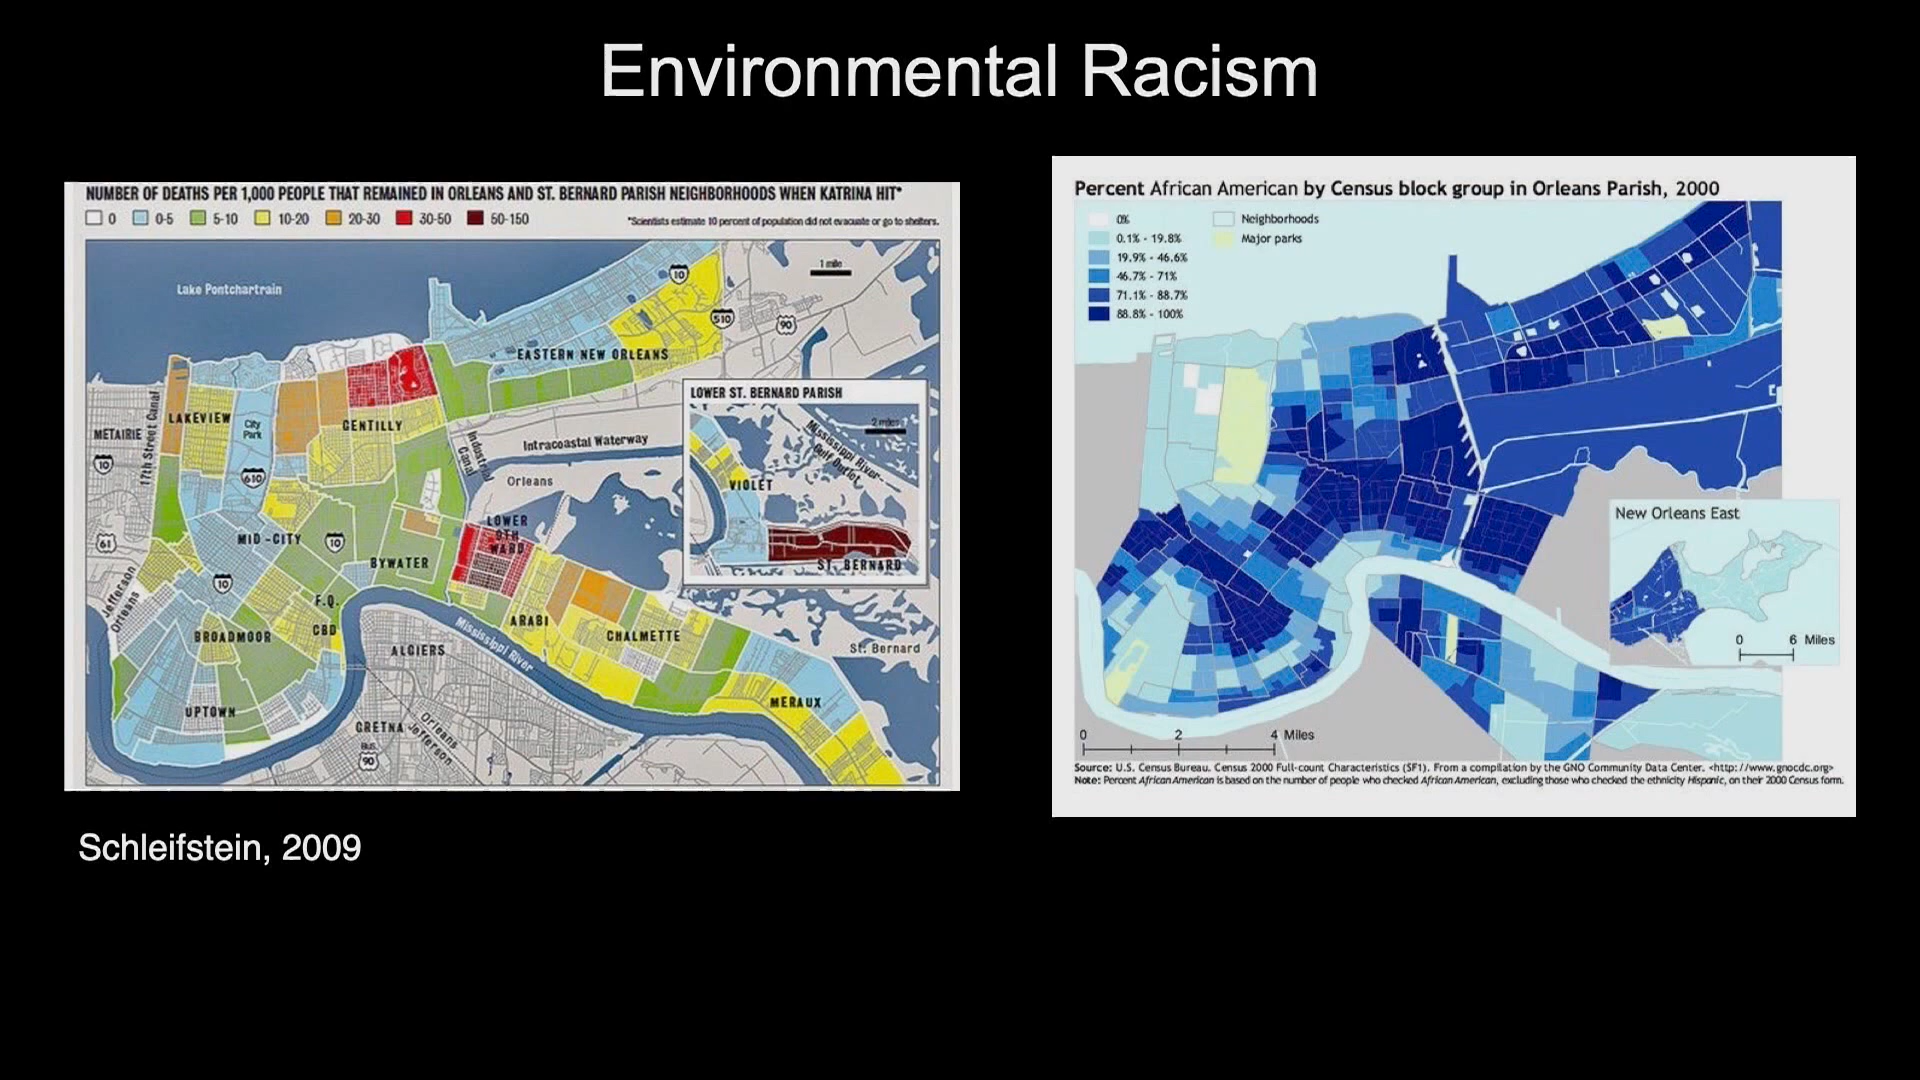 Environmental Racism
NUMBER OF DEATHS PER 1,000 PEOPLE THAT REMAINED IN ORLEANS AND ST. BERNARD PARISH NEIGHBORHOODS WHEN KATRINA HIT*
0 0-5 5-10 10-20 20-30 30-50 50-150
*Scientists estimate 10 percent of population did not evacuate or go to shelters.
Lake Pontchartrain
1 mile
10
510
90
EASTERN NEW ORLEANS
LAKEVIEW
City
Park
GENTILLY
METAIRIE
17th Street Canal
10
610
Industrial
Canal
Intracoastal Waterway
Orleans
LOWER ST. BERNARD PARISH
2 miles
Mississippi River-
Gulf Outlet
VIOLET
ST. BERNARD
61
MID-CITY
10
BYWATER
LOWER
9TH
WARD
Jefferson
Orleans
10
F.Q.
CBD
BROADMOOR
ALGIERS
Mississippi River
ARABI
CHALMETTE
St. Bernard
MERAUX
UPTOWN
GRETNA
Orleans
Jefferson
BUS.
90
Schleifstein, 2009
Percent African American by Census block group in Orleans Parish, 2000
0%
0.1% - 19.8%
19.9% - 46.6%
46.7% - 71%
71.1% - 88.7%
88.8% - 100%
Neighborhoods
Major parks
New Orleans East
0 6 Miles
0 2 4 Miles
Source: U.S. Census Bureau. Census 2000 Full-count Characteristics (SF1). From a compilation by the GNO Community Data Center. <http://www.gnocdc.org>
Note: Percent African American is based on the number of people who checked African American, excluding those who checked the ethnicity Hispanic, on their 2000 Census form.